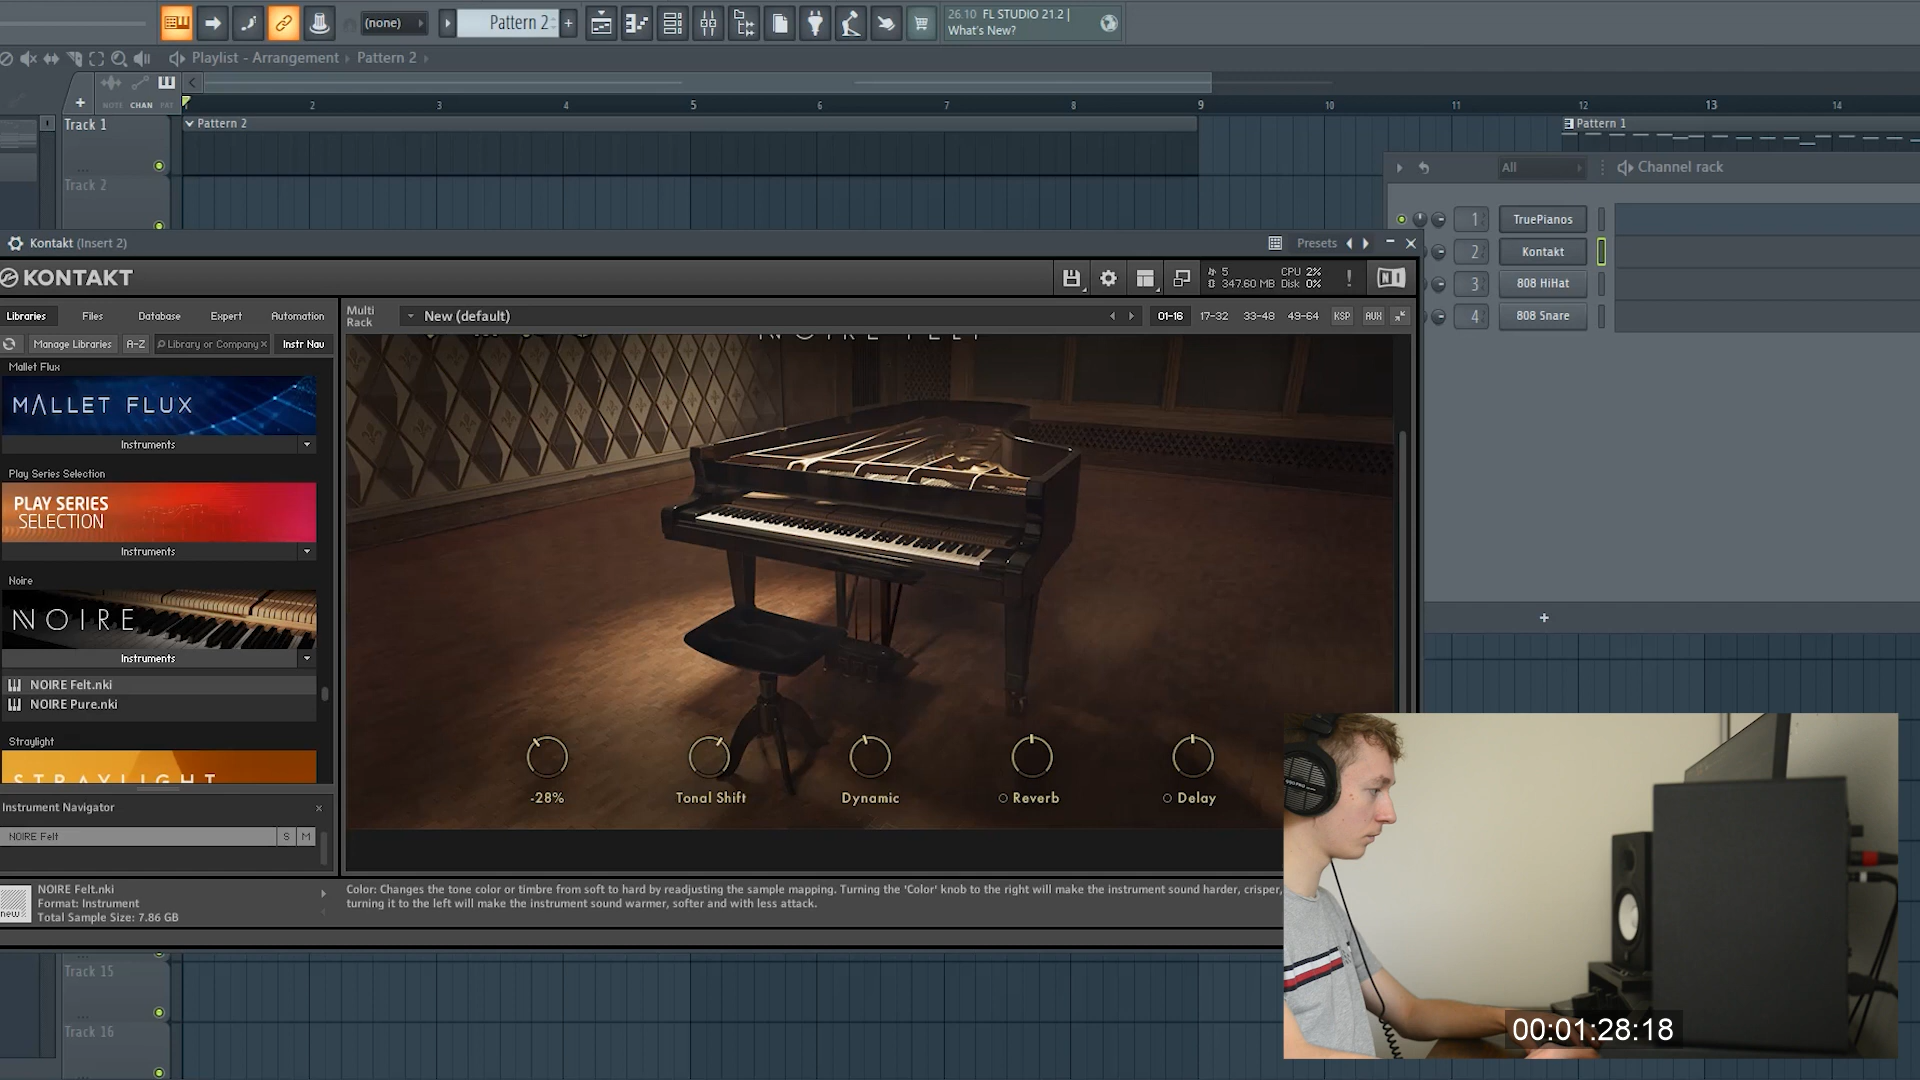 (none)
Pattern 2
+
26.10 FL STUDIO 21.2 |
What's New?
Playlist - Arrangement › Pattern 2 ›
NOTE CHAN PAT
2 3 4 5 6 7 8 9 10 11 12 13 14
Track 1
Pattern 2
Pattern 1
Track 2
All
Channel rack
1 TruePianos
2 Kontakt
3 808 HiHat
4 808 Snare
Kontakt (Insert 2)
Presets
KONTAKT
5
347.60 MB
CPU 2%
Disk 0%
!
NI
Libraries Files Database Expert Automation
Multi
Rack
New (default)
01-16 17-32 33-48 49-64 KSP AUX
Manage Libraries A-Z Library or Company × Instr Nav
NOIRE FELT
Mallet Flux
MALLET FLUX
Instruments
Play Series Selection
PLAY SERIES
SELECTION
Instruments
Noire
NOIRE
Instruments
NOIRE Felt.nki
NOIRE Pure.nki
Straylight
STRAYLIGHT
-28% Tonal Shift Dynamic Reverb Delay
Instrument Navigator ×
NOIRE Felt S M
new
NOIRE Felt.nki
Format: Instrument
Total Sample Size: 7.86 GB
Color: Changes the tone color or timbre from soft to hard by readjusting the sample mapping. Turning the 'Color' knob to the right will make the instrument sound harder, crisper,
turning it to the left will make the instrument sound warmer, softer and with less attack.
Track 15
Track 16
00:01:28:18